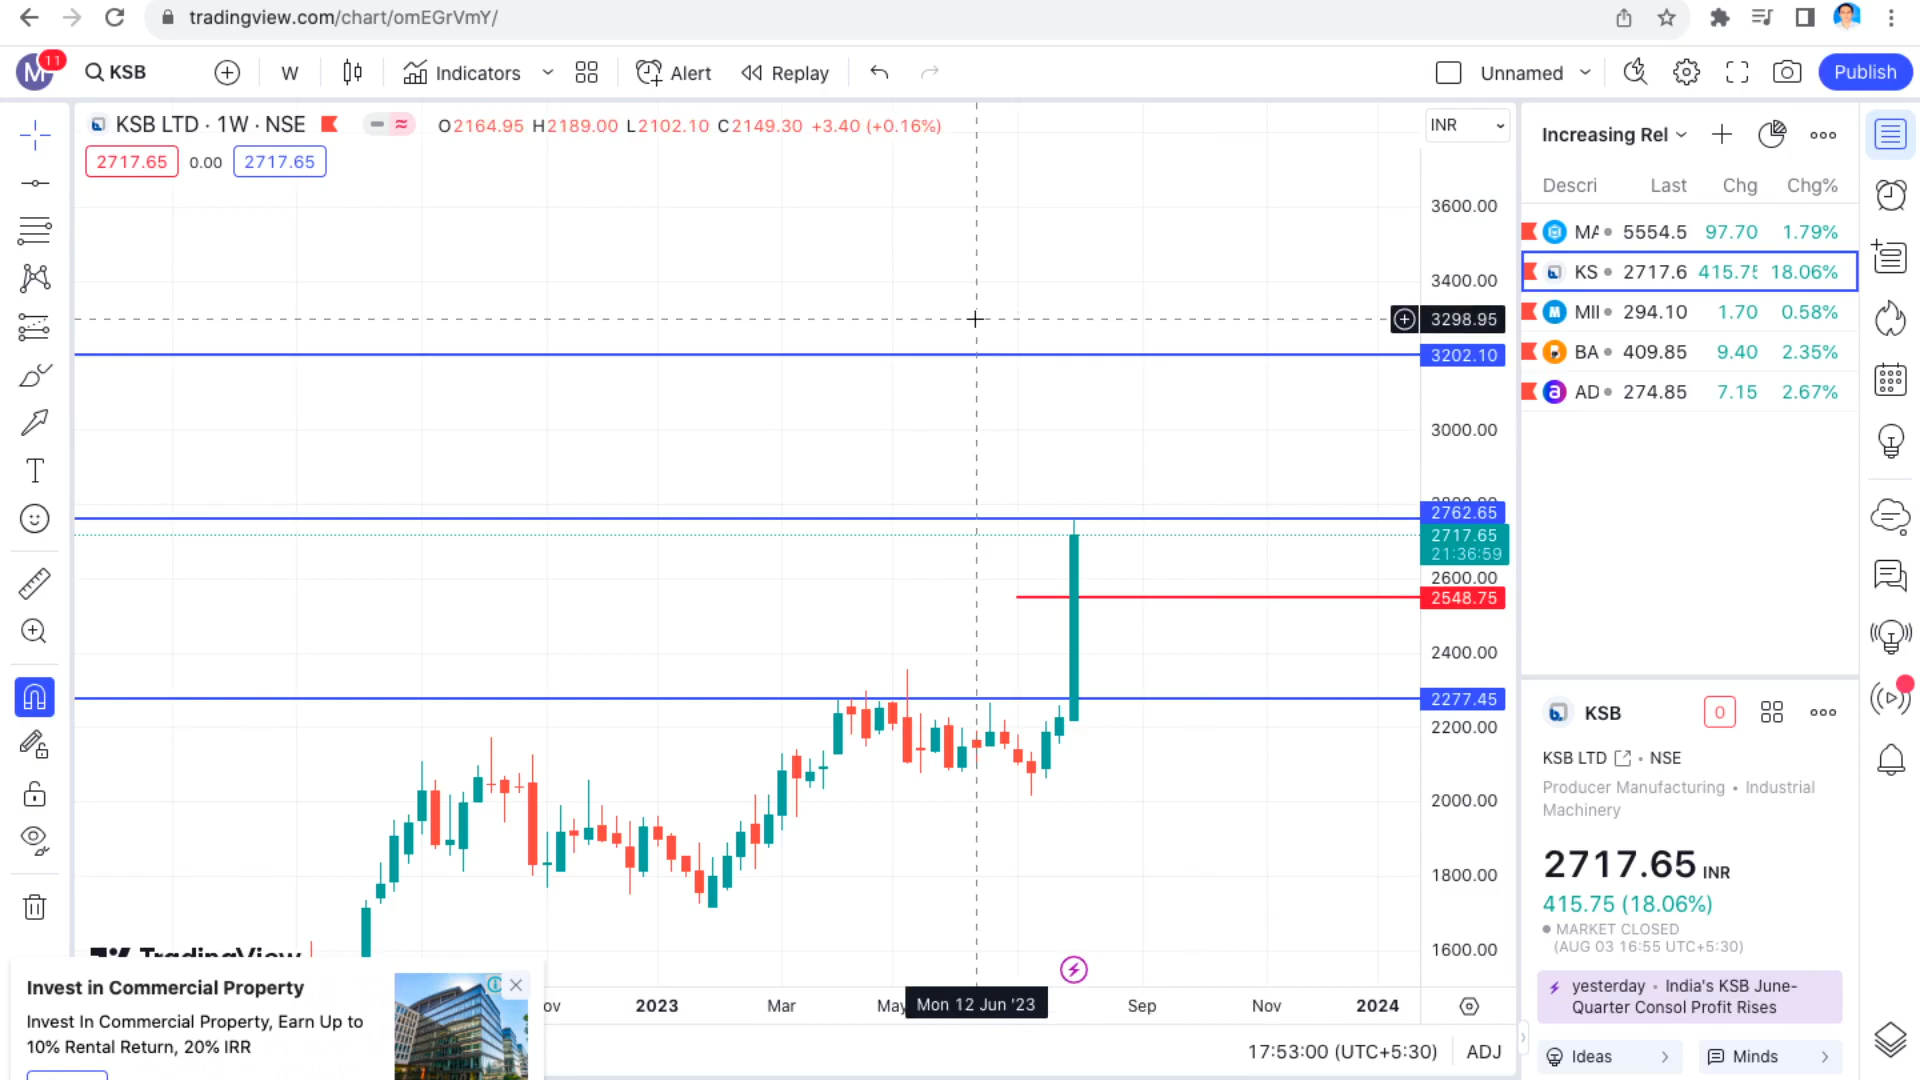 tradingview.com/chart/omEGrVmY/
M 11 KSB W Indicators Alert Replay Unnamed Publish
KSB LTD · 1W · NSE O2164.95 H2189.00 L2102.10 C2149.30 +3.40 (+0.16%)
2717.65 0.00 2717.65
INR
3600.00
3400.00
3298.95
3202.10
3000.00
2762.65
2717.65
21:36:59
2600.00
2548.75
2400.00
2277.45
2200.00
2000.00
1800.00
1600.00
TradingView
2023 Mar May Mon 12 Jun '23 Sep Nov 2024
17:53:00 (UTC+5:30) ADJ
Invest in Commercial Property
Invest In Commercial Property, Earn Up to
10% Rental Return, 20% IRR
Increasing Rel
Descri Last Chg Chg%
MA 5554.5 97.70 1.79%
KS 2717.6 415.75 18.06%
MII 294.10 1.70 0.58%
BA 409.85 9.40 2.35%
AD 274.85 7.15 2.67%
KSB 0
KSB LTD • NSE
Producer Manufacturing • Industrial
Machinery
2717.65 INR
415.75 (18.06%)
MARKET CLOSED
(AUG 03 16:55 UTC+5:30)
yesterday • India's KSB June-
Quarter Consol Profit Rises
Ideas Minds